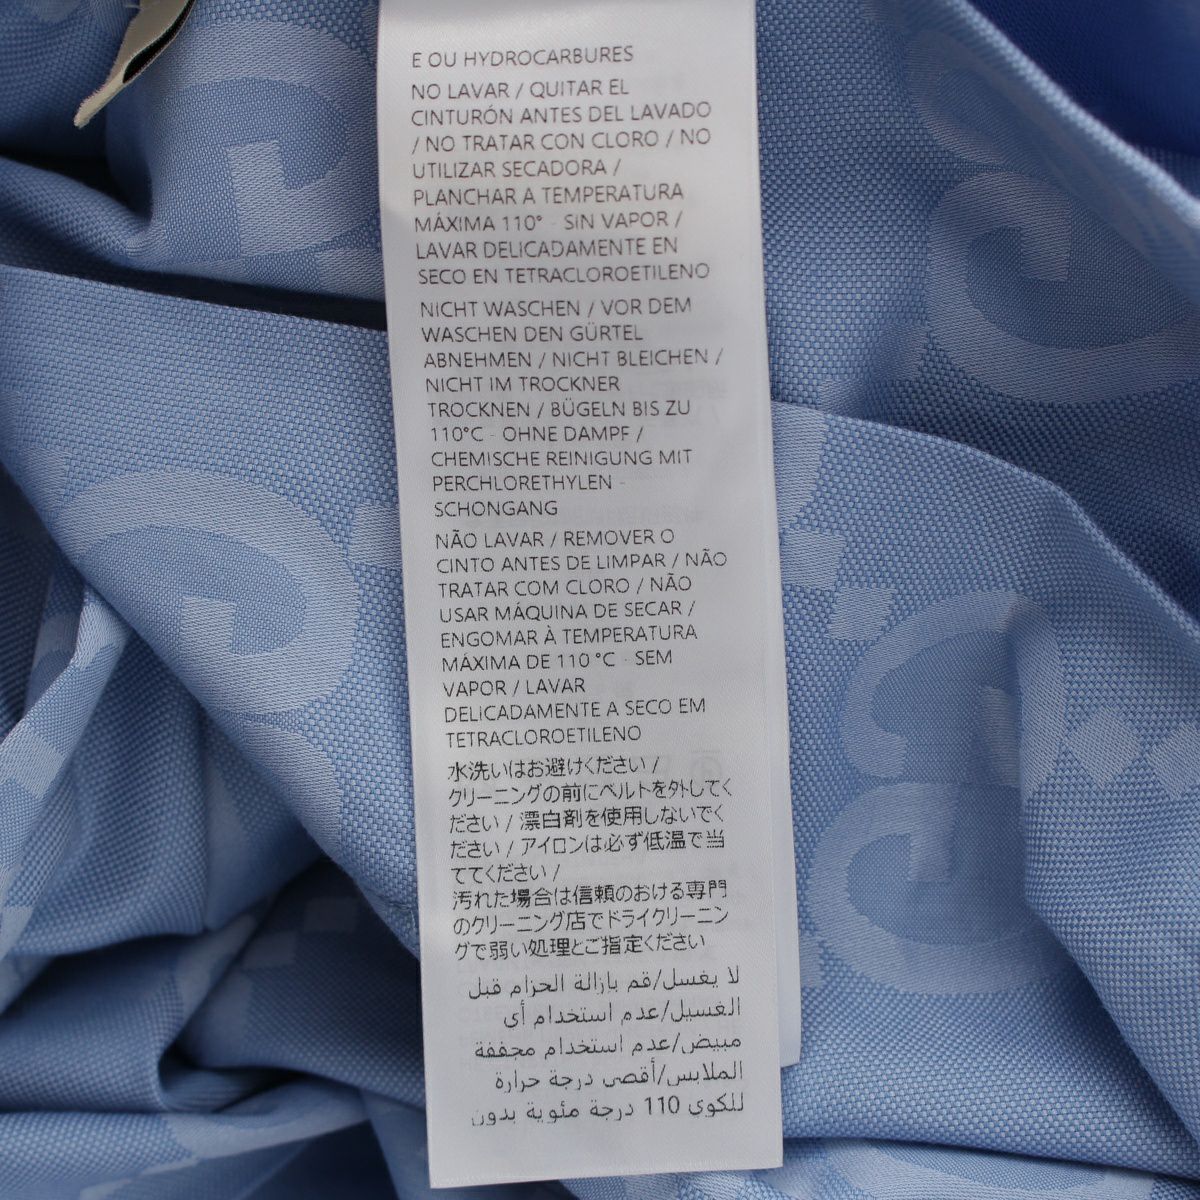 E OU HYDROCARBURES
NO LAVAR / QUITAR EL
CINTURÓN ANTES DEL LAVADO
/ NO TRATAR CON CLORO / NO
UTILIZAR SECADORA /
PLANCHAR A TEMPERATURA
MÁXIMA 110° - SIN VAPOR /
LAVAR DELICADAMENTE EN
SECO EN TETRACLOROETILENO
NICHT WASCHEN / VOR DEM
WASCHEN DEN GÜRTEL
ABNEHMEN / NICHT BLEICHEN /
NICHT IM TROCKNER
TROCKNEN / BÜGELN BIS ZU
110°C - OHNE DAMPF /
CHEMISCHE REINIGUNG MIT
PERCHLORETHYLEN -
SCHONGANG
NÃO LAVAR / REMOVER O
CINTO ANTES DE LIMPAR / NÃO
TRATAR COM CLORO / NÃO
USAR MÁQUINA DE SECAR /
ENGOMAR À TEMPERATURA
MÁXIMA DE 110 °C - SEM
VAPOR / LAVAR
DELICADAMENTE A SECO EM
TETRACLOROETILENO
水洗いはお避けください /
クリーニングの前にベルトを外してく
ださい / 漂白剤を使用しないでく
ださい / アイロンは必ず低温で当
ててください /
汚れた場合は信頼のおける専門
のクリーニング店でドライクリーニン
グで弱い処理とご指定ください
لا يغسل/قم بازالة الحزام قبل
الغسيل/عدم استخدام أى
مبيض/عدم استخدام مجففة
الملابس/أقصى درجة حرارة
للكوى 110 درجة مئوية بدون